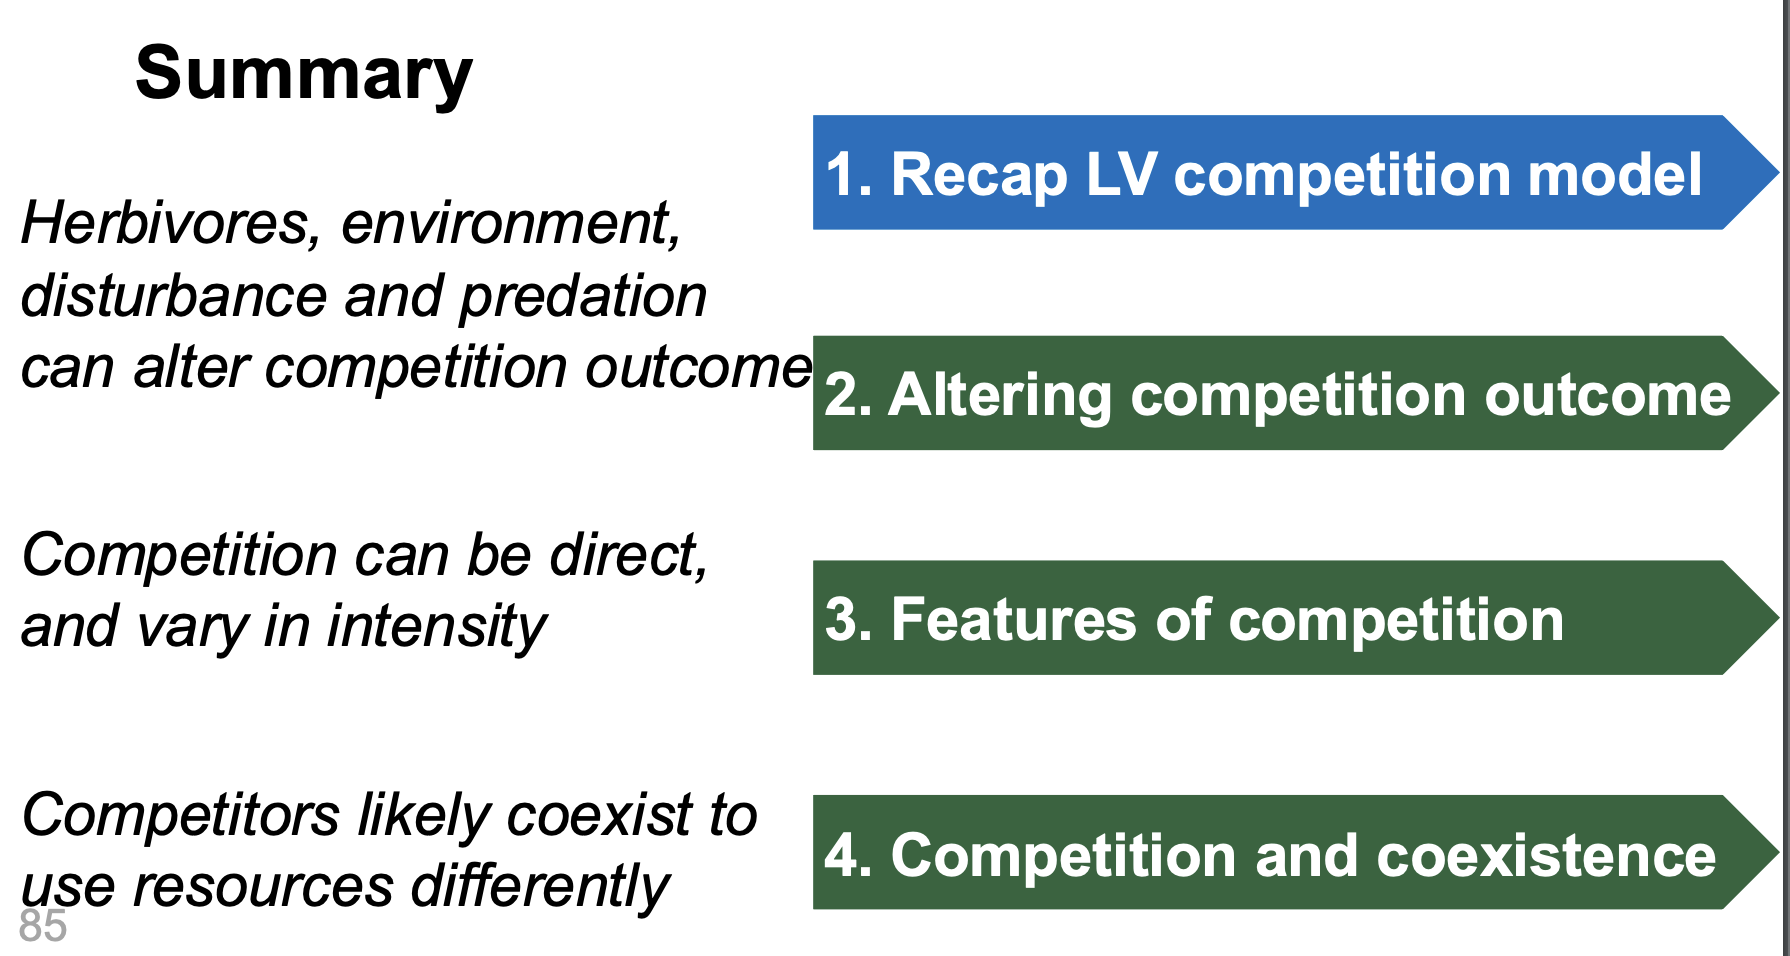 Summary
1. Recap LV competition model
Herbivores, environment,
disturbance and predation
can alter competition outcome
2. Altering competition outcome
Competition can be direct,
and vary in intensity
3. Features of competition
Competitors likely coexist to
use resources differently
4. Competition and coexistence
85